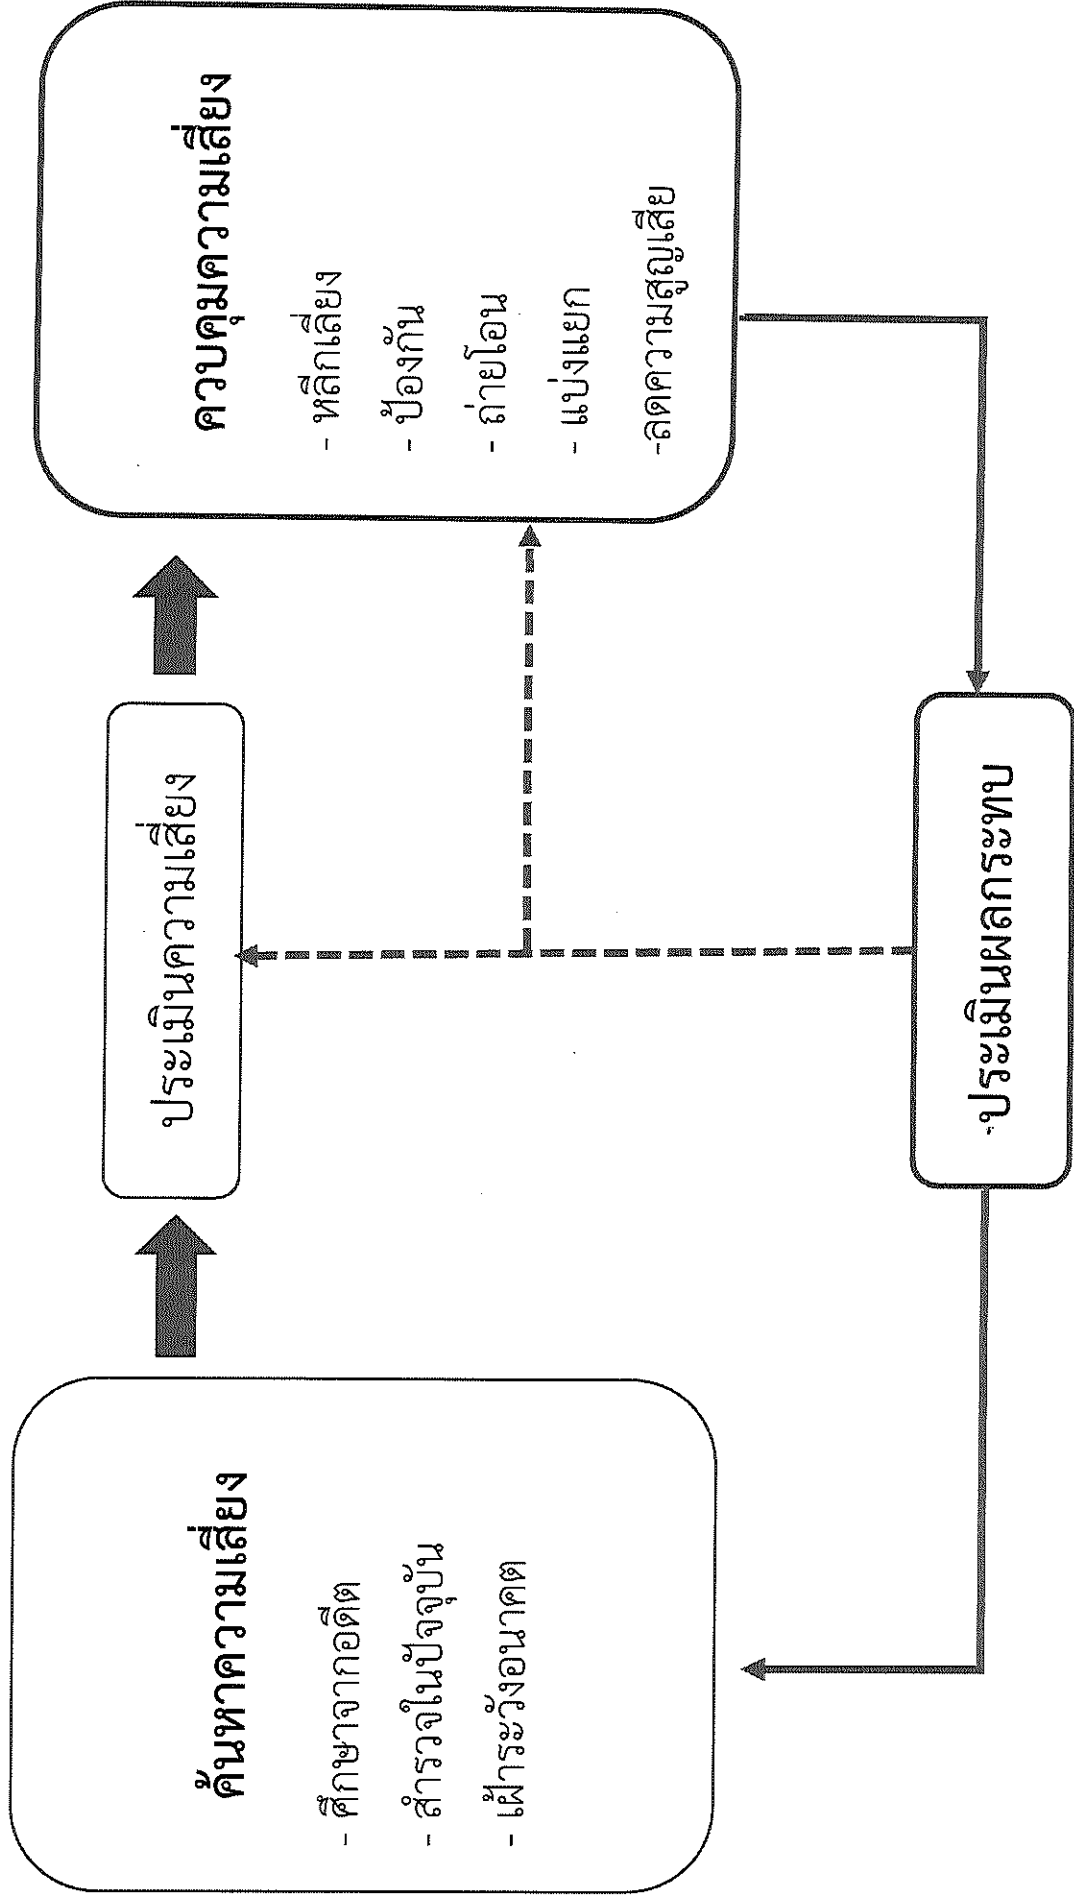 ค้นหาความเสี่ยง
- ศึกษาจากอดีต
- สำรวจในปัจจุบัน
- เฝ้าระวังอนาคต
ประเมินความเสี่ยง
ควบคุมความเสี่ยง
- หลีกเลี่ยง
- ป้องกัน
- ถ่ายโอน
- แบ่งแยก
-ลดความสูญเสีย
ประเมินผลกระทบ